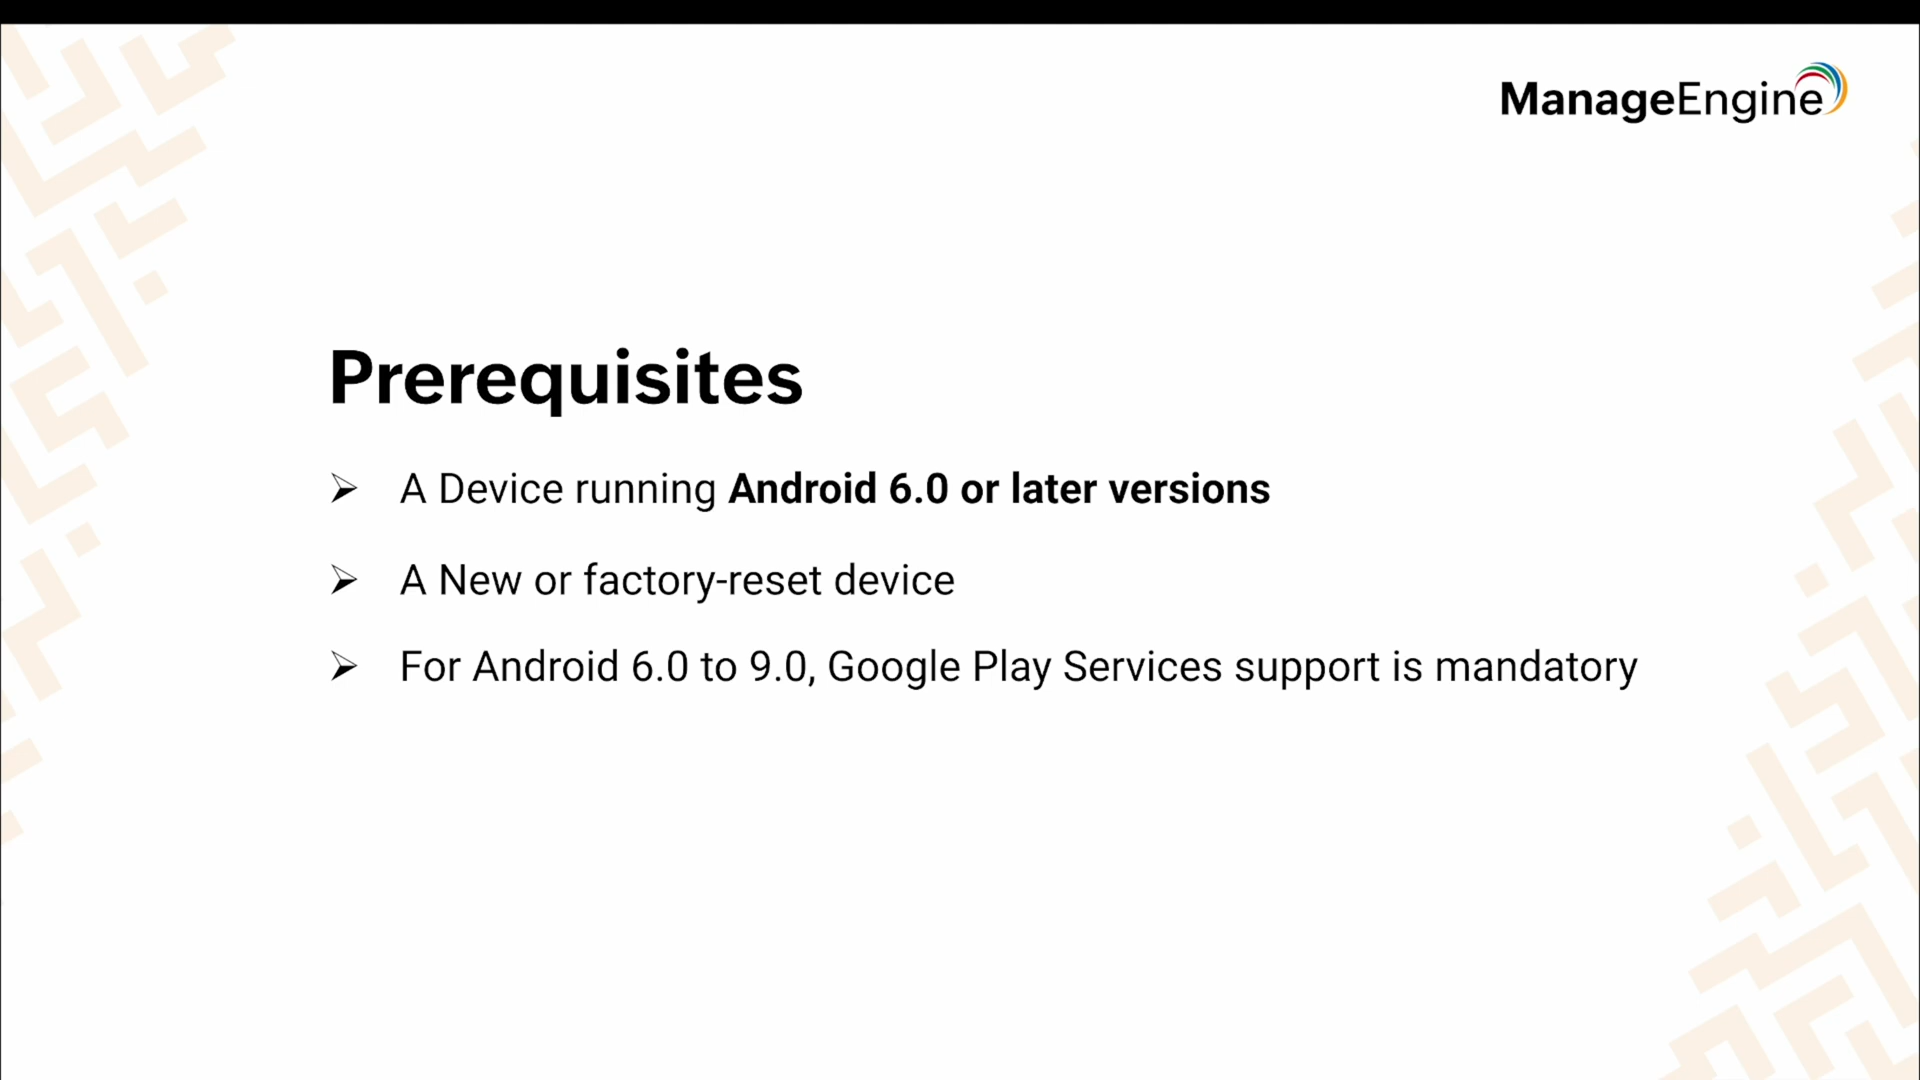 ManageEngine
Prerequisites
➢ A Device running Android 6.0 or later versions
➢ A New or factory-reset device
➢ For Android 6.0 to 9.0, Google Play Services support is mandatory